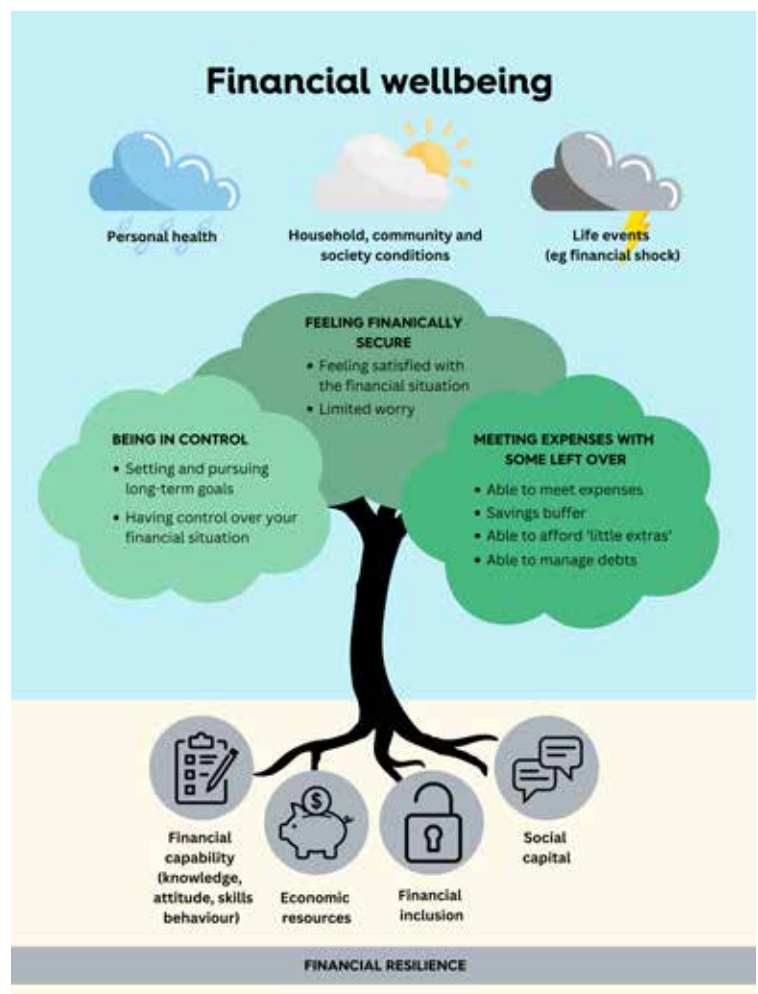 Financial wellbeing
Personal health
Household, community and
society conditions
Life events
(eg financial shock)
FEELING FINANICALLY
SECURE
• Feeling satisfied with
the financial situation
• Limited worry
BEING IN CONTROL
• Setting and pursuing
long-term goals
• Having control over your
financial situation
MEETING EXPENSES WITH
SOME LEFT OVER
• Able to meet expenses
• Savings buffer
• Able to afford 'little extras'
• Able to manage debts
$
Financial
capability
(knowledge,
attitude, skills
behaviour)
Economic
resources
Financial
inclusion
Social
capital
FINANCIAL RESILIENCE